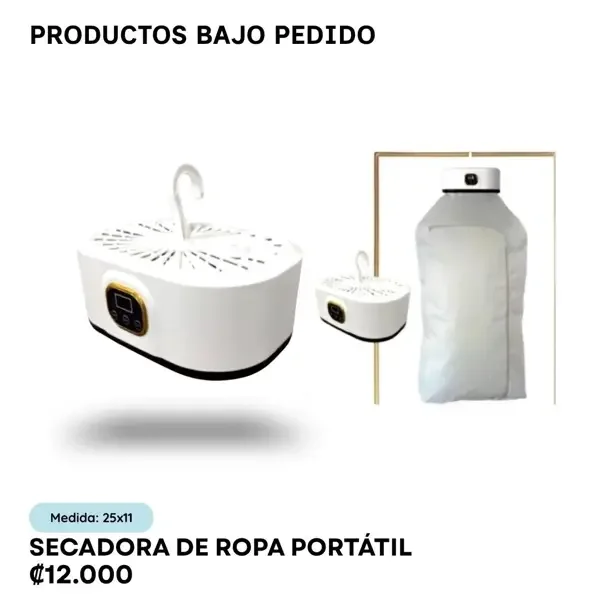 PRODUCTOS BAJO PEDIDO
Medida: 25x11
SECADORA DE ROPA PORTÁTIL
₡12.000